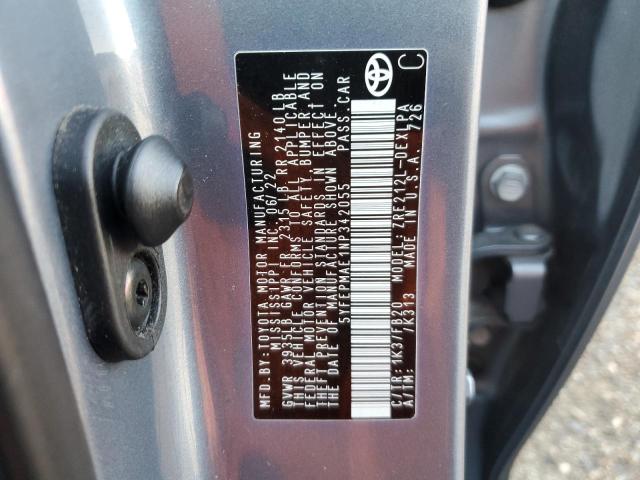 MFD.BY:TOYOTA MOTOR MANUFACTURING
MISSISSIPPI INC. 06/22
GVWR 3935LB GAWR FR 2315 LB RR 2140 LB
THIS VEHICLE CONFORMS TO ALL APPLICABLE
FEDERAL MOTOR VEHICLE SAFETY, BUMPER AND
THEFT PREVENTION STANDARDS IN EFFECT ON
THE DATE OF MANUFACTURE SHOWN ABOVE.
5YFEPMAE1NP342055 PASS.CAR
C/TR: 1K3/FB20 MODEL: ZRE212L-DEXLPA
A/TM: /K313 MADE IN U.S.A. 726
C